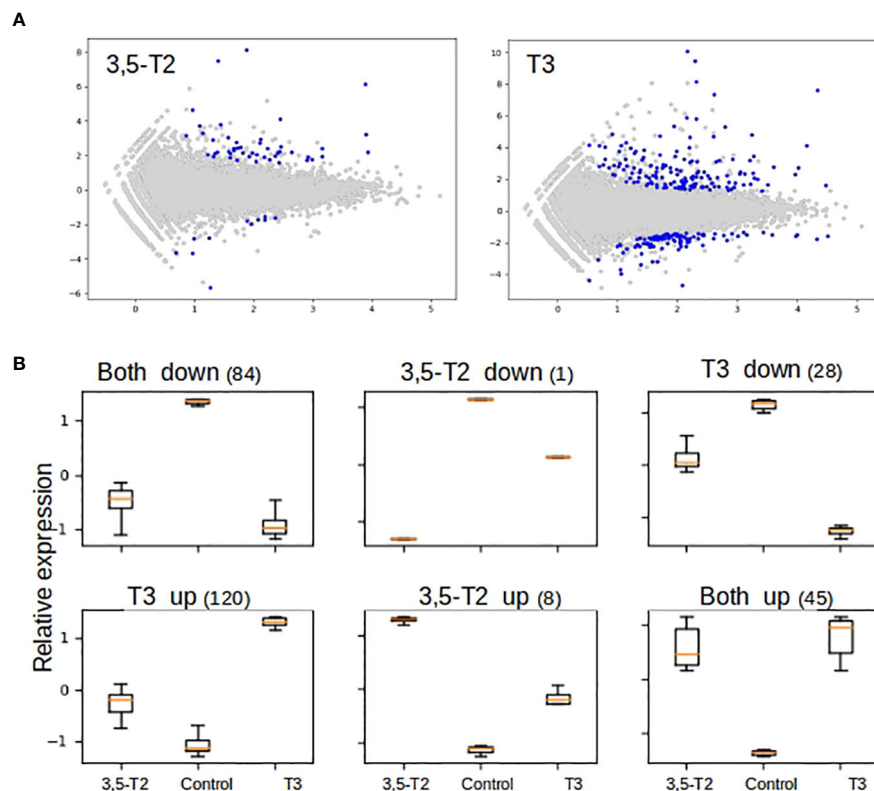 A
3,5-T2
8
6
4
2
0
-2
-4
-6
0 1 2 3 4 5
T3
10
8
6
4
2
0
-2
-4
0 1 2 3 4 5
B
Relative expression
Both down (84)
1
0
-1
3,5-T2 down (1)
T3 down (28)
T3 up (120)
1
0
-1
3,5-T2 Control T3
3,5-T2 up (8)
3,5-T2 Control T3
Both up (45)
3,5-T2 Control T3